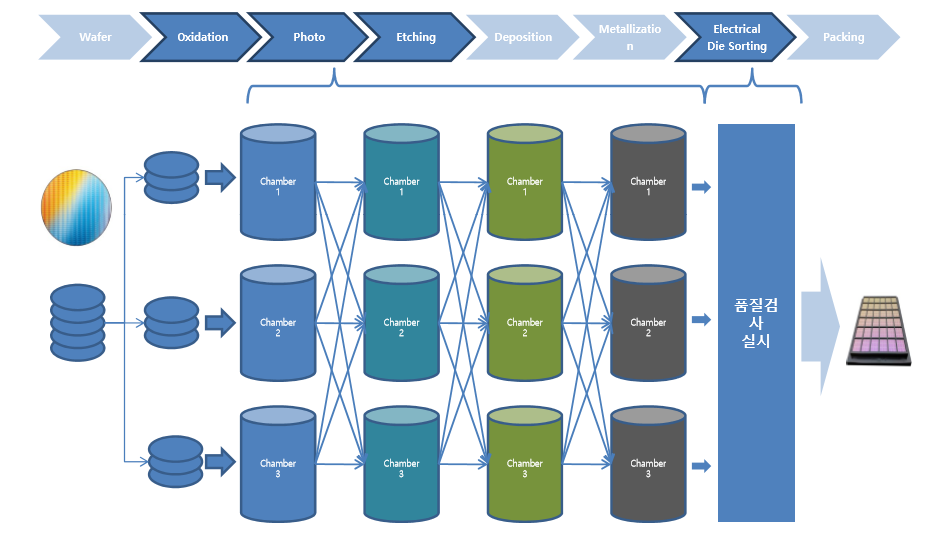 Wafer
Oxidation
Photo
Etching
Deposition
Metallizatio
n
Electrical
Die Sorting
Packing
Chamber
1
Chamber
1
Chamber
1
Chamber
1
Chamber
2
Chamber
2
Chamber
2
Chamber
2
품질검
사
실시
Chamber
3
Chamber
3
Chamber
3
Chamber
3